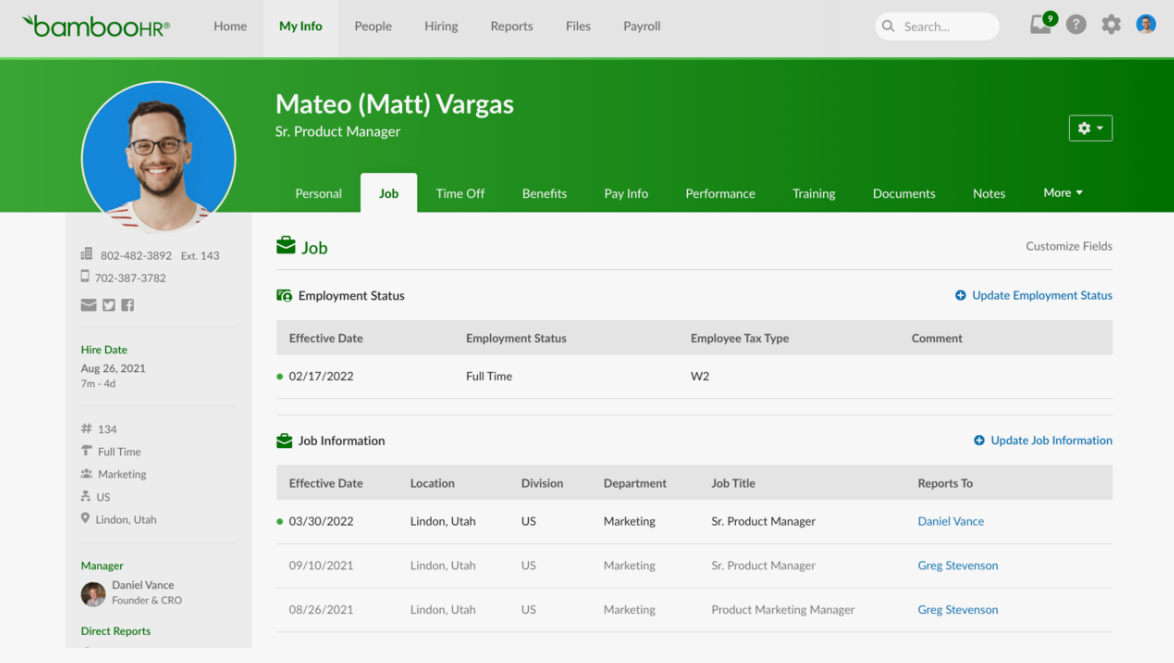 bambooHR®
Home My Info People Hiring Reports Files Payroll Search... 9 ?
Mateo (Matt) Vargas
Sr. Product Manager
Personal Job Time Off Benefits Pay Info Performance Training Documents Notes More
802-482-3892 Ext. 143
702-387-3782
Hire Date
Aug 26, 2021
7m - 4d
# 134
Full Time
Marketing
US
Lindon, Utah
Manager
Daniel Vance
Founder & CRO
Direct Reports
Job Customize Fields
Employment Status Update Employment Status
Effective Date Employment Status Employee Tax Type Comment
02/17/2022 Full Time W2
Job Information Update Job Information
Effective Date Location Division Department Job Title Reports To
03/30/2022 Lindon, Utah US Marketing Sr. Product Manager Daniel Vance
09/10/2021 Lindon, Utah US Marketing Sr. Product Manager Greg Stevenson
08/26/2021 Lindon, Utah US Marketing Product Marketing Manager Greg Stevenson